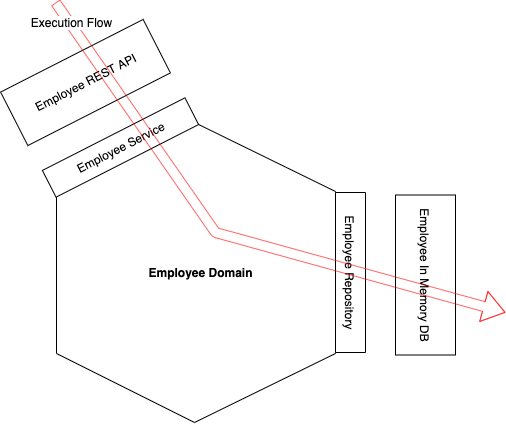 Execution Flow
Employee REST API
Employee Service
Employee Domain
Employee Repository
Employee In Memory DB